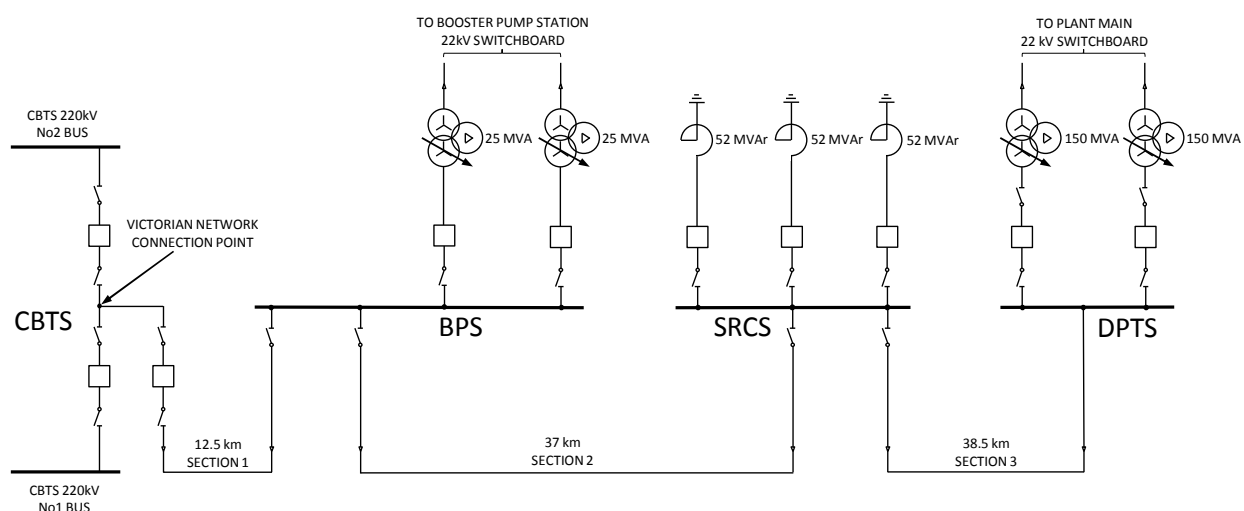 TO BOOSTER PUMP STATION
22kV SWITCHBOARD
TO PLANT MAIN
22 kV SWITCHBOARD
CBTS 220kV
No2 BUS
25 MVA
25 MVA
52 MVAr
52 MVAr
52 MVAr
150 MVA
150 MVA
VICTORIAN NETWORK
CONNECTION POINT
CBTS
BPS
SRCS
DPTS
12.5 km
SECTION 1
37 km
SECTION 2
38.5 km
SECTION 3
CBTS 220kV
No1 BUS